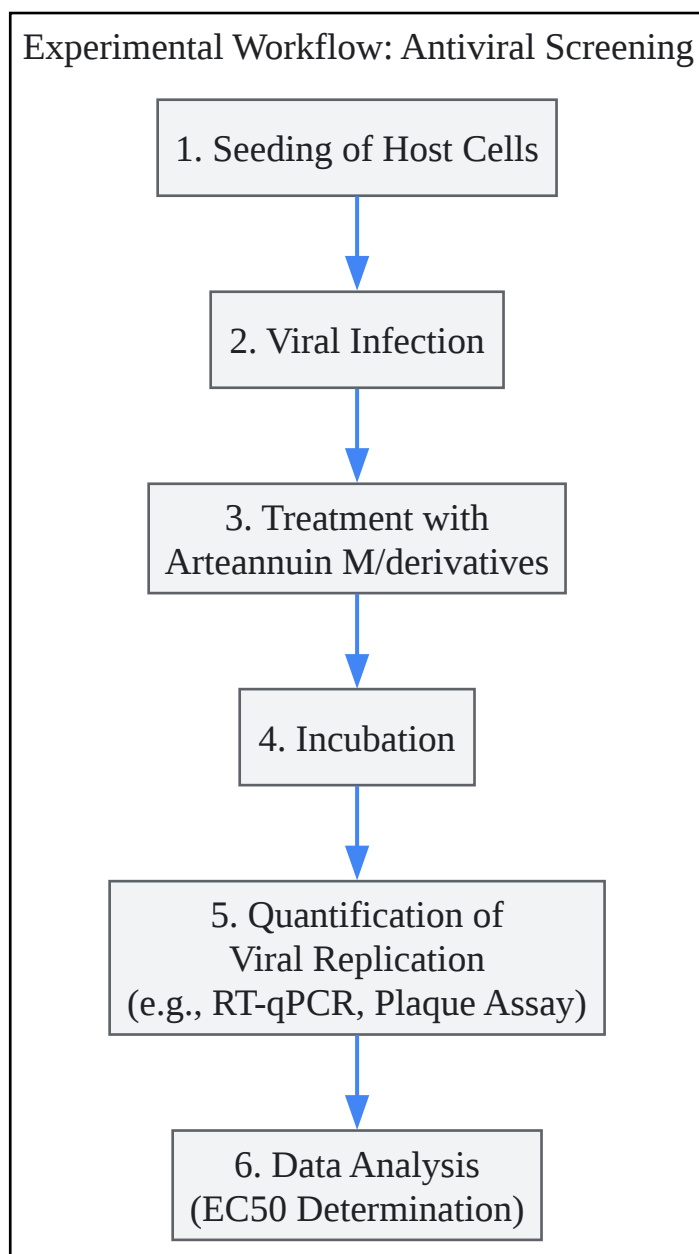 Experimental Workflow: Antiviral Screening
1. Seeding of Host Cells
2. Viral Infection
3. Treatment with
Arteannuin M/derivatives
4. Incubation
5. Quantification of
Viral Replication
(e.g., RT-qPCR, Plaque Assay)
6. Data Analysis
(EC50 Determination)